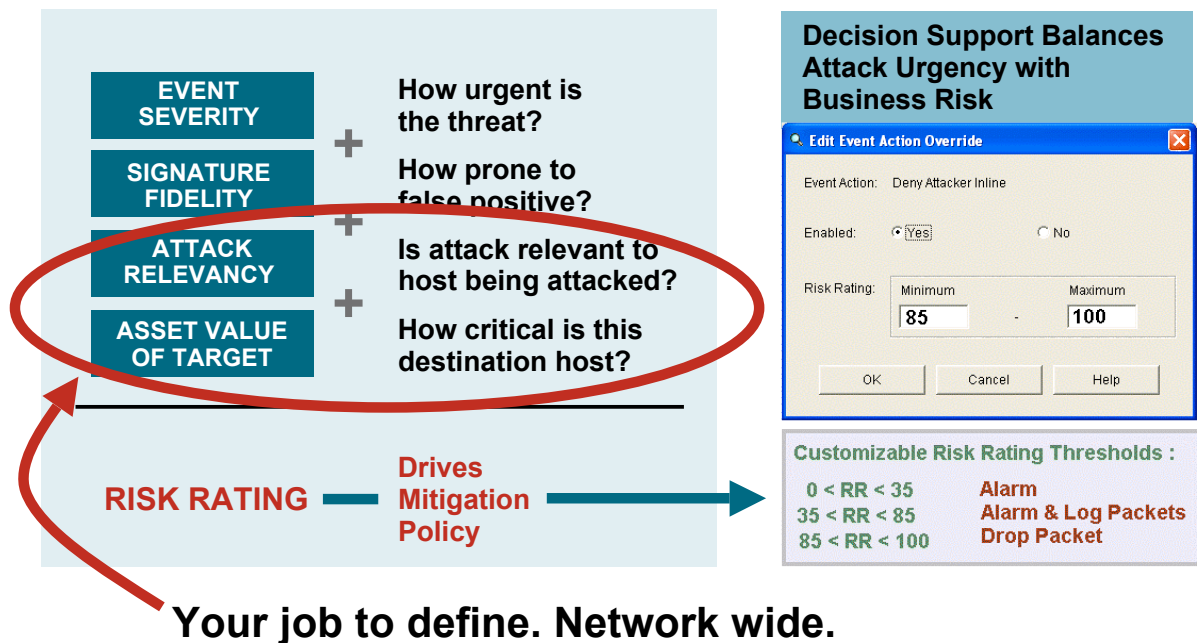 EVENT
SEVERITY
+
How urgent is
the threat?
SIGNATURE
FIDELITY
+
How prone to
false positive?
ATTACK
RELEVANCY
+
Is attack relevant to
host being attacked?
ASSET VALUE
OF TARGET
How critical is this
destination host?
RISK RATING
Drives
Mitigation
Policy
Decision Support Balances
Attack Urgency with
Business Risk
Edit Event Action Override
Event Action: Deny Attacker Inline
Enabled: Yes No
Risk Rating: Minimum Maximum
85 - 100
OK Cancel Help
Customizable Risk Rating Thresholds :
0 < RR < 35 Alarm
35 < RR < 85 Alarm & Log Packets
85 < RR < 100 Drop Packet
Your job to define. Network wide.